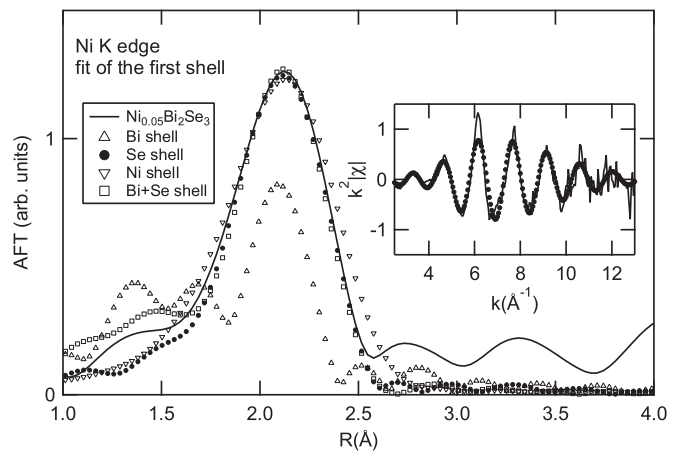 Ni K edge
fit of the first shell
Ni0.05Bi2Se3
Bi shell
Se shell
Ni shell
Bi+Se shell
AFT (arb. units)
1
0
1.0 1.5 2.0 2.5 3.0 3.5 4.0
R(Å)
k²|χ|
1
0
-1
4 6 8 10 12
k(Å⁻¹)